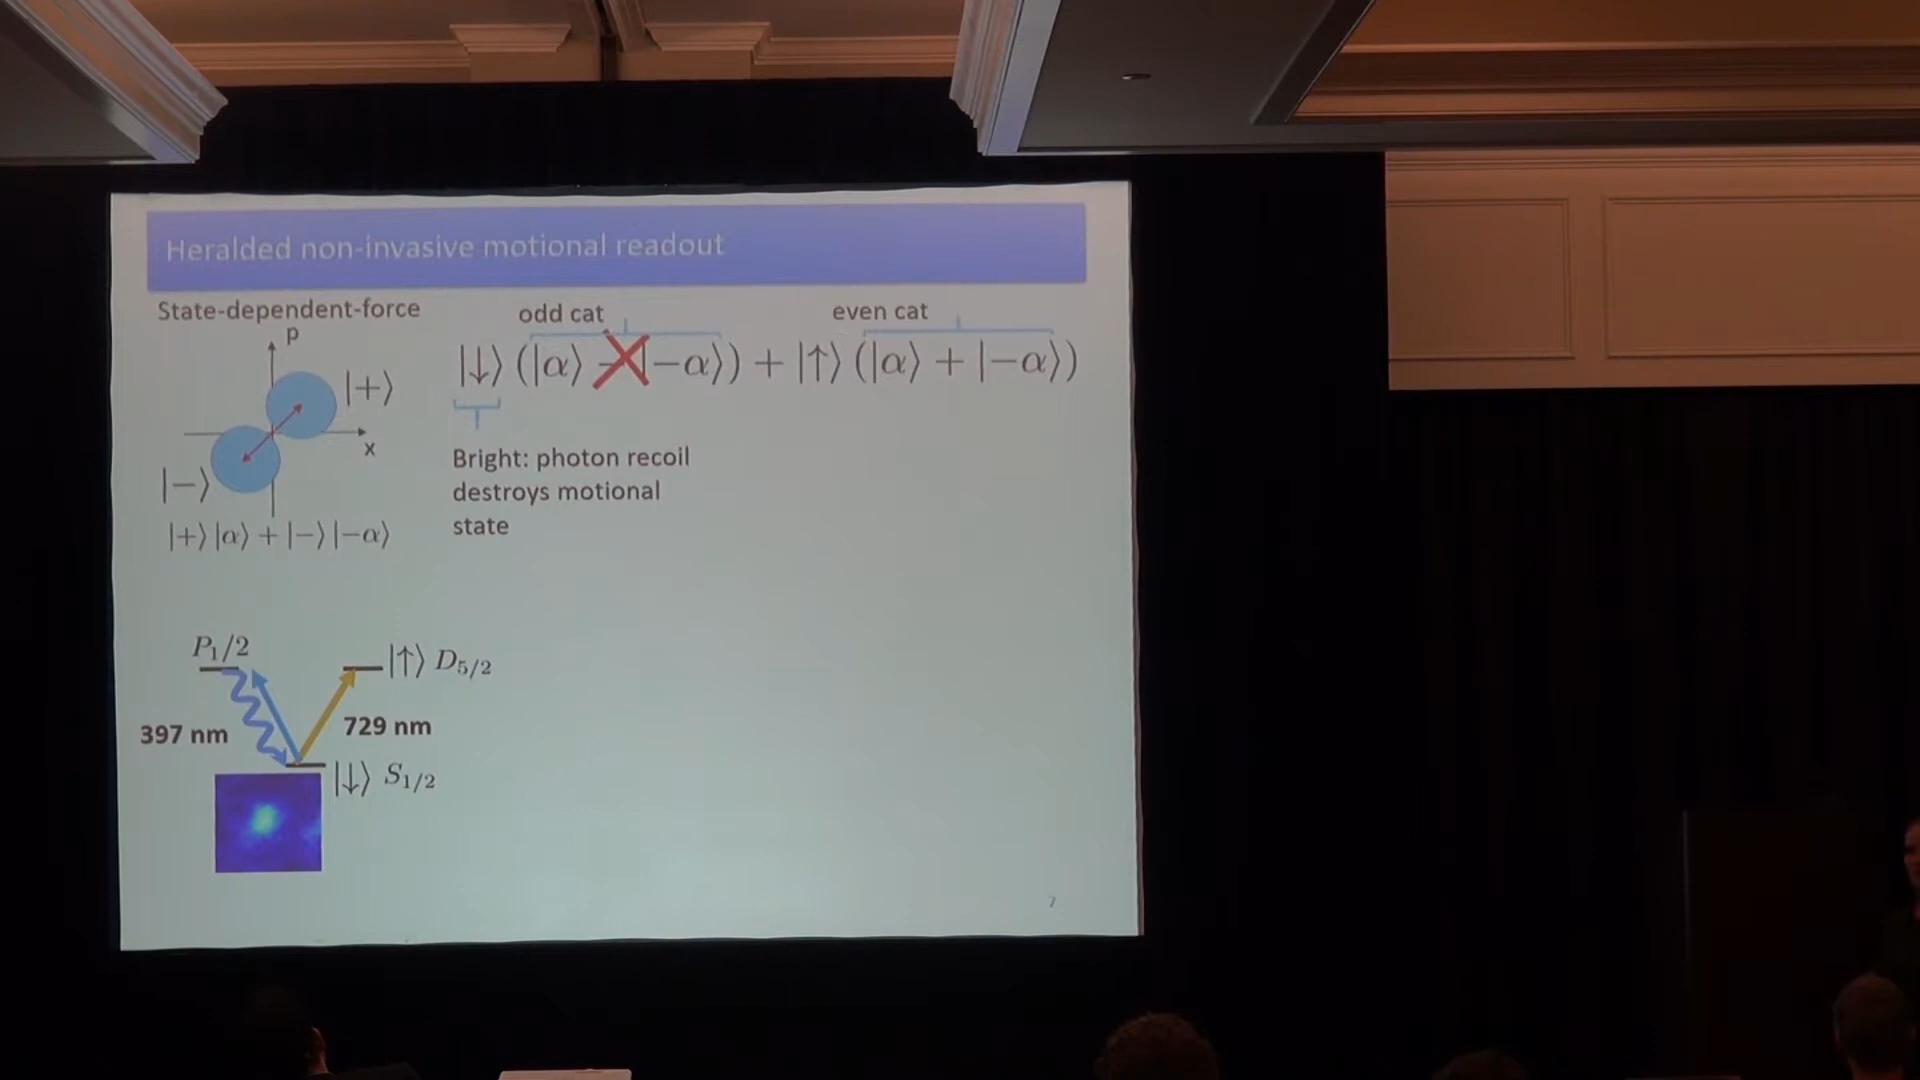 Heralded non-invasive motional readout
State-dependent-force
odd cat
even cat
p
|↓⟩ (|α⟩ - |-α⟩) + |↑⟩ (|α⟩ + |-α⟩)
|+⟩
x
|-⟩
|+⟩ |α⟩ + |-⟩ |-α⟩
Bright: photon recoil
destroys motional
state
P1/2
|↑⟩ D5/2
397 nm
729 nm
|↓⟩ S1/2
7